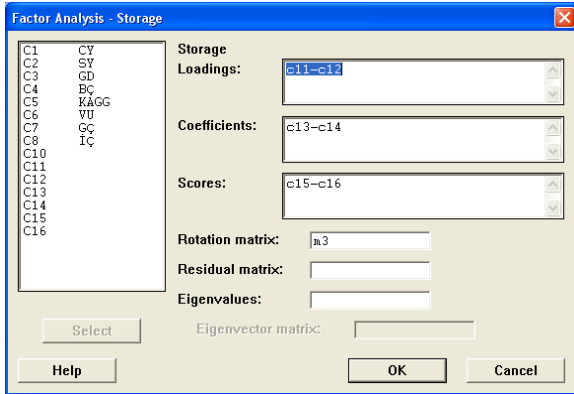 Factor Analysis - Storage
C1 CY
C2 SY
C3 GD
C4 BÇ
C5 KAGG
C6 VU
C7 GÇ
C8 İÇ
C10
C11
C12
C13
C14
C15
C16
Select
Storage
Loadings: c11-c12
Coefficients: c13-c14
Scores: c15-c16
Rotation matrix: m3
Residual matrix:
Eigenvalues:
Eigenvector matrix:
Help OK Cancel